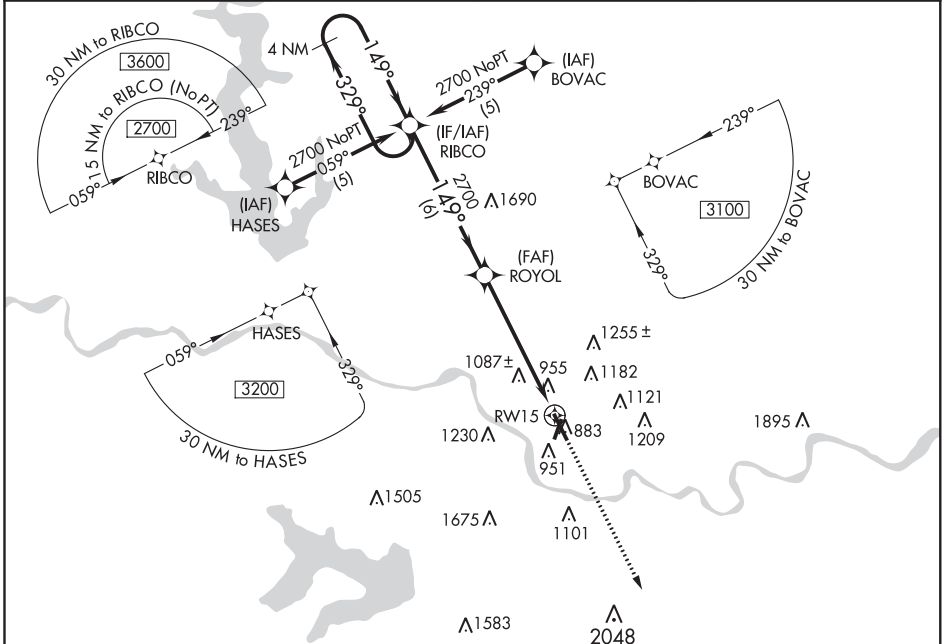 30 NM to RIBCO
3600
15 NM to RIBCO (NoPT)
2700
239°
059°
RIBCO
4 NM
149°
329°
2700 NoPT
239°
(5)
(IAF)
BOVAC
(IF/IAF)
RIBCO
2700 NoPT
059°
(5)
(IAF)
HASES
2700
149°
(6)
1690
239°
BOVAC
3100
329°
30 NM to BOVAC
(FAF)
ROYOL
HASES
059°
329°
3200
30 NM to HASES
1255 ±
1087±
955
1182
1121
RW15
883
1209
1895
1230
951
1505
1675
1101
1583
2048